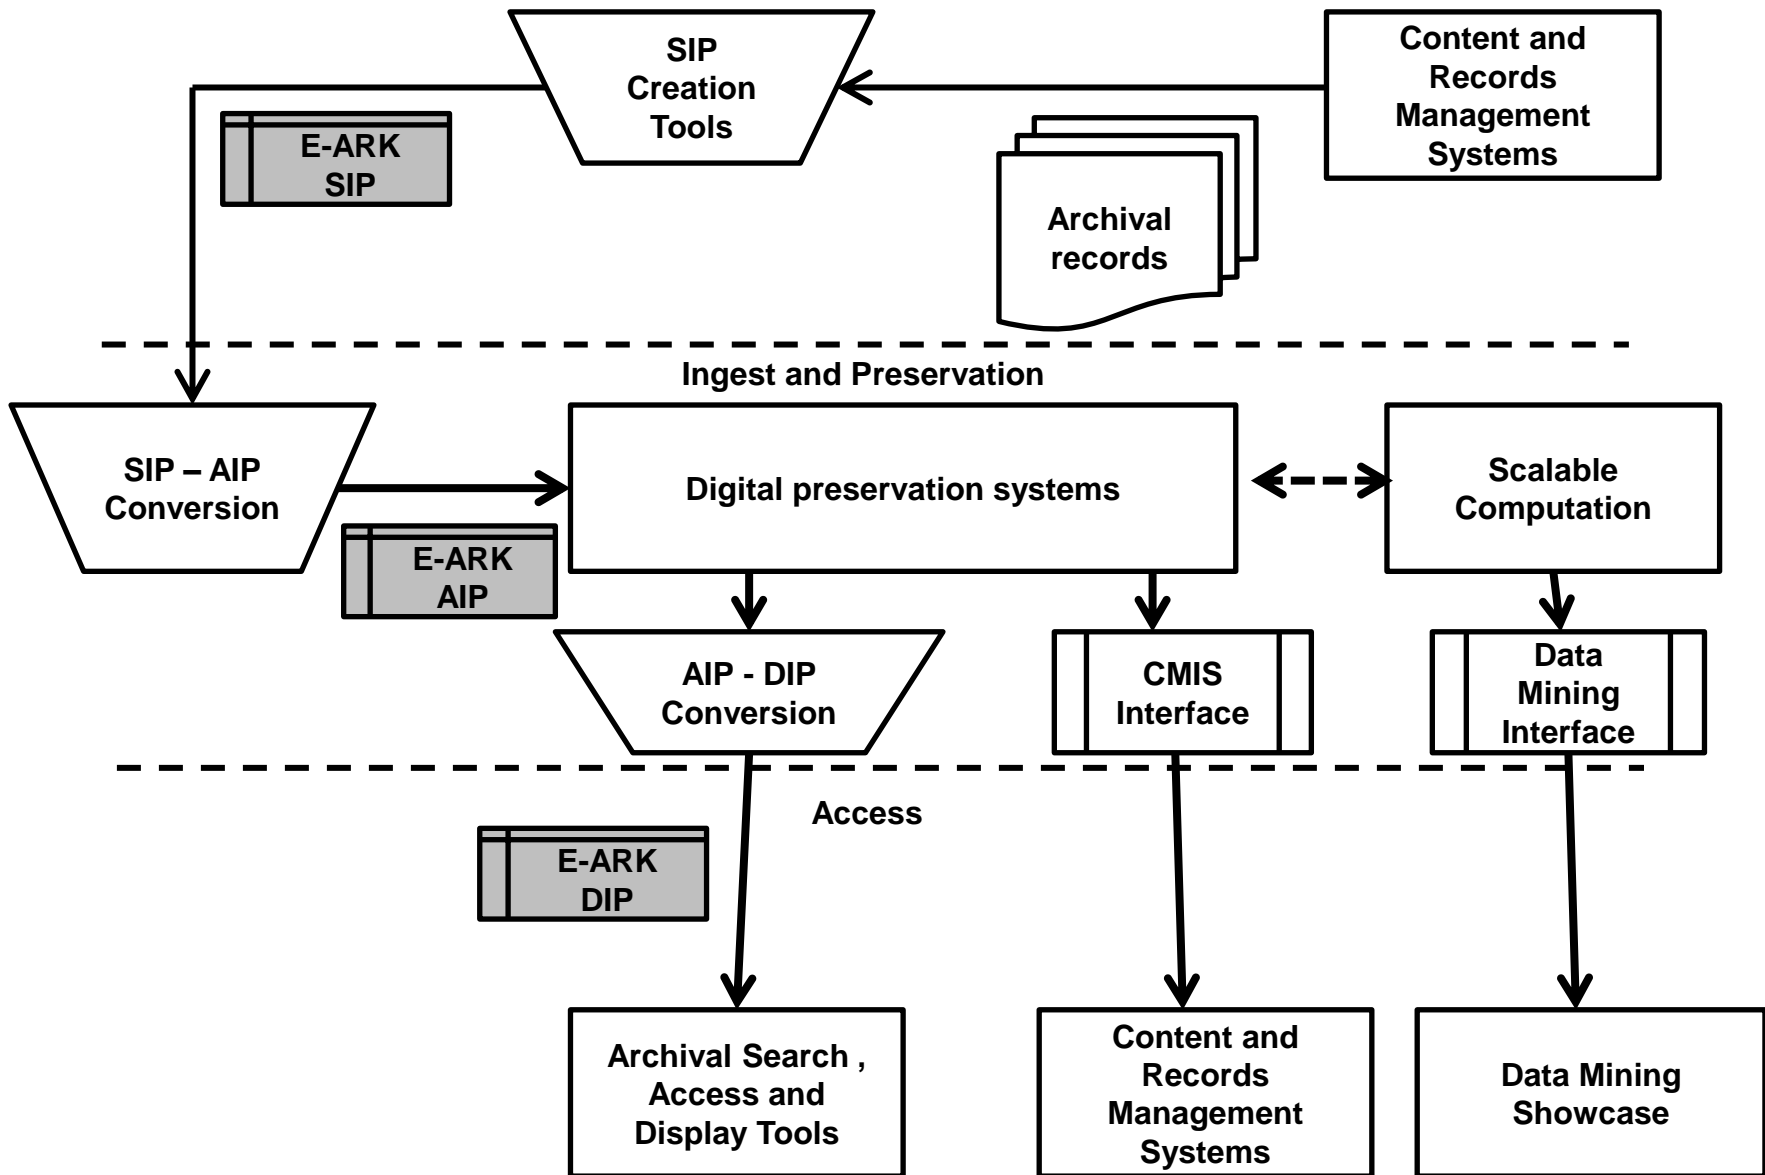 SIP
Creation
Tools
Content and
Records
Management
Systems
E-ARK
SIP
Archival
records
Ingest and Preservation
SIP – AIP
Conversion
Digital preservation systems
Scalable
Computation
E-ARK
AIP
AIP - DIP
Conversion
CMIS
Interface
Data
Mining
Interface
Access
E-ARK
DIP
Archival Search ,
Access and
Display Tools
Content and
Records
Management
Systems
Data Mining
Showcase